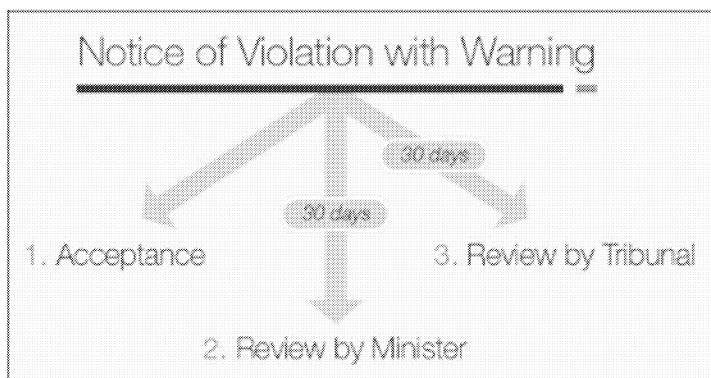 Notice of Violation with Warning
30 days
30 days
1. Acceptance
3. Review by Tribunal
2. Review by Minister